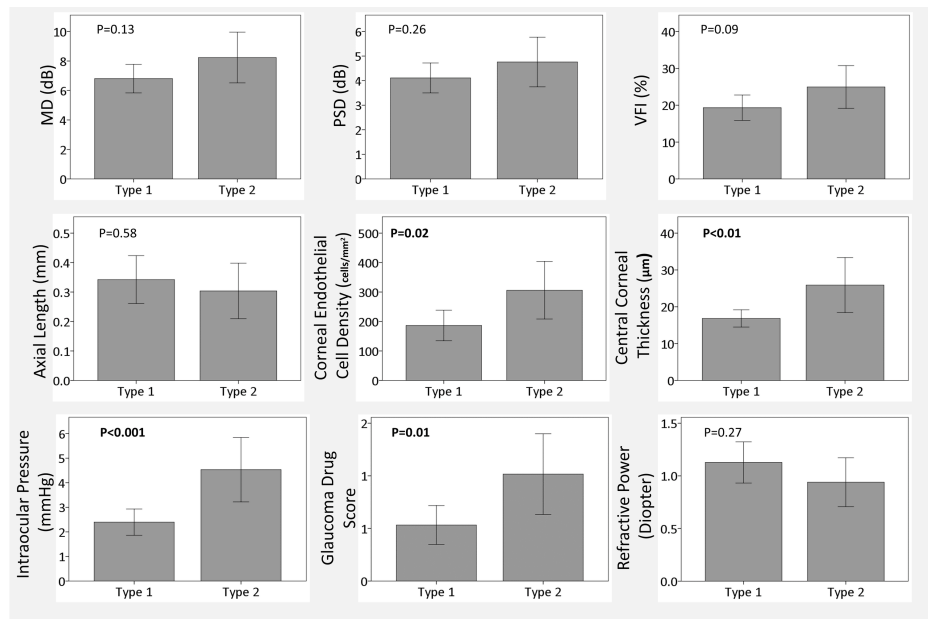 MD (dB)
P=0.13
10
8
6
4
2
0
Type 1 Type 2
PSD (dB)
P=0.26
6
5
4
3
2
1
0
Type 1 Type 2
VFI (%)
P=0.09
40
30
20
10
0
Type 1 Type 2
Axial Length (mm)
P=0.58
0.5
0.4
0.3
0.2
0.1
0.0
Type 1 Type 2
Corneal Endothelial
Cell Density (cells/mm²)
P=0.02
500
400
300
200
100
0
Type 1 Type 2
Central Corneal
Thickness (µm)
P<0.01
40
30
20
10
0
Type 1 Type 2
Intraocular Pressure
(mmHg)
P<0.001
6
5
4
3
2
1
0
Type 1 Type 2
Glaucoma Drug
Score
P=0.01
2
1
1
0
Type 1 Type 2
Refractive Power
(Diopter)
P=0.27
1.5
1.0
0.5
0.0
Type 1 Type 2